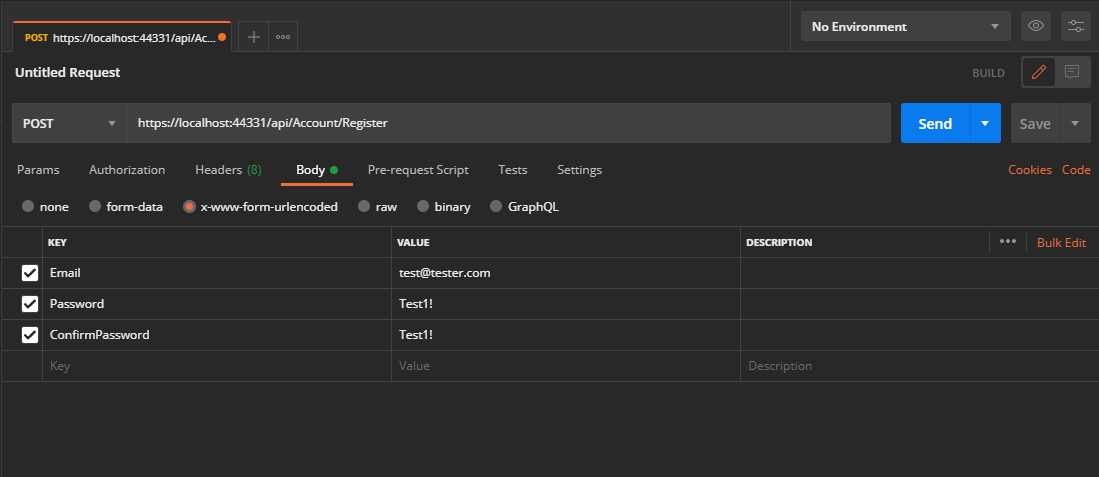 POST https://localhost:44331/api/Ac...
No Environment
Untitled Request
BUILD
POST https://localhost:44331/api/Account/Register Send Save
Params Authorization Headers (8) Body Pre-request Script Tests Settings Cookies Code
none form-data x-www-form-urlencoded raw binary GraphQL
KEY VALUE DESCRIPTION Bulk Edit
Email test@tester.com
Password Test1!
ConfirmPassword Test1!
Key Value Description